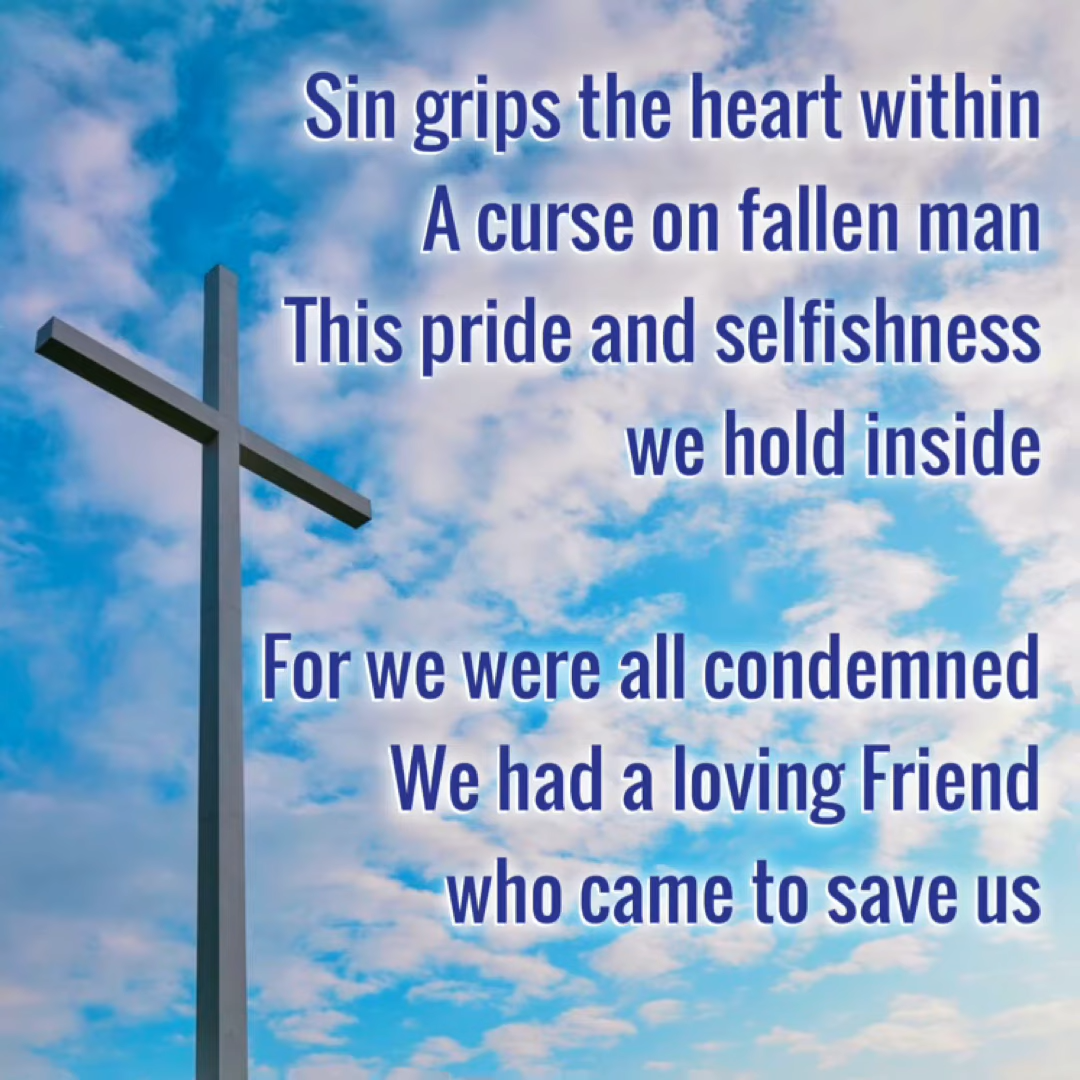 Sin grips the heart within
A curse on fallen man
This pride and selfishness
we hold inside
For we were all condemned
We had a loving Friend
who came to save us